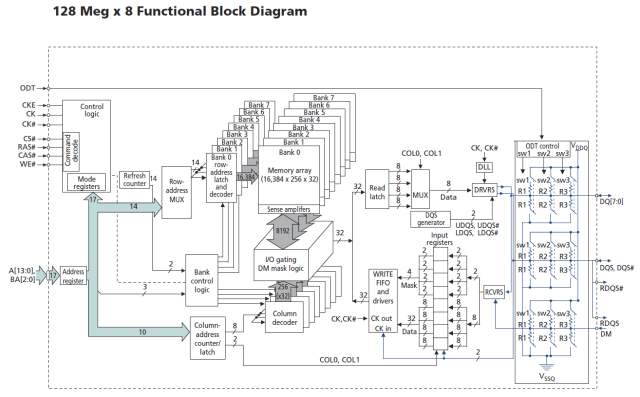 128 Meg x 8 Functional Block Diagram
ODT
CKE
CK
CK#
CS#
RAS#
CAS#
WE#
Control
logic
Command
decode
Mode
registers
Refresh
counter
14
Row-
address
MUX
14
17
14
2
3
10
Bank 7
Bank 6
Bank 5
Bank 4
Bank 3
Bank 2
Bank 1
Bank 0
row-
address
latch
and
decoder
16,384
Bank 7
Bank 6
Bank 5
Bank 4
Bank 3
Bank 2
Bank 1
Bank 0
Memory array
(16,384 x 256 x 32)
Sense amplifers
8192
I/O gating
DM mask logic
256
(x32)
Column
decoder
A[13:0],
BA[2:0]
17
Address
register
Bank
control
logic
Column-
address
counter/
latch
8
2
COL0, COL1
32
32
Read
latch
8
8
8
8
COL0, COL1
MUX
8
Data
CK, CK#
DLL
DRVRS
DQS
generator
UDQS, UDQS#
LDQS, LDQS#
Input
registers
WRITE
FIFO
and
drivers
CK out
CK in
CK,CK#
4
Mask
32
Data
2
2
2
2
2
8
8
8
8
8
2
RCVRS
ODT control
VDDQ
sw1 sw2 sw3
sw1 sw2 sw3
R1 R2 R3
R1 R2 R3
sw1 sw2 sw3
R1 R2 R3
R1 R2 R3
sw1 sw2 sw3
R1 R2 R3
R1 R2 R3
VSSQ
DQ[7:0]
DQS, DQS#
RDQS#
RDQS
DM